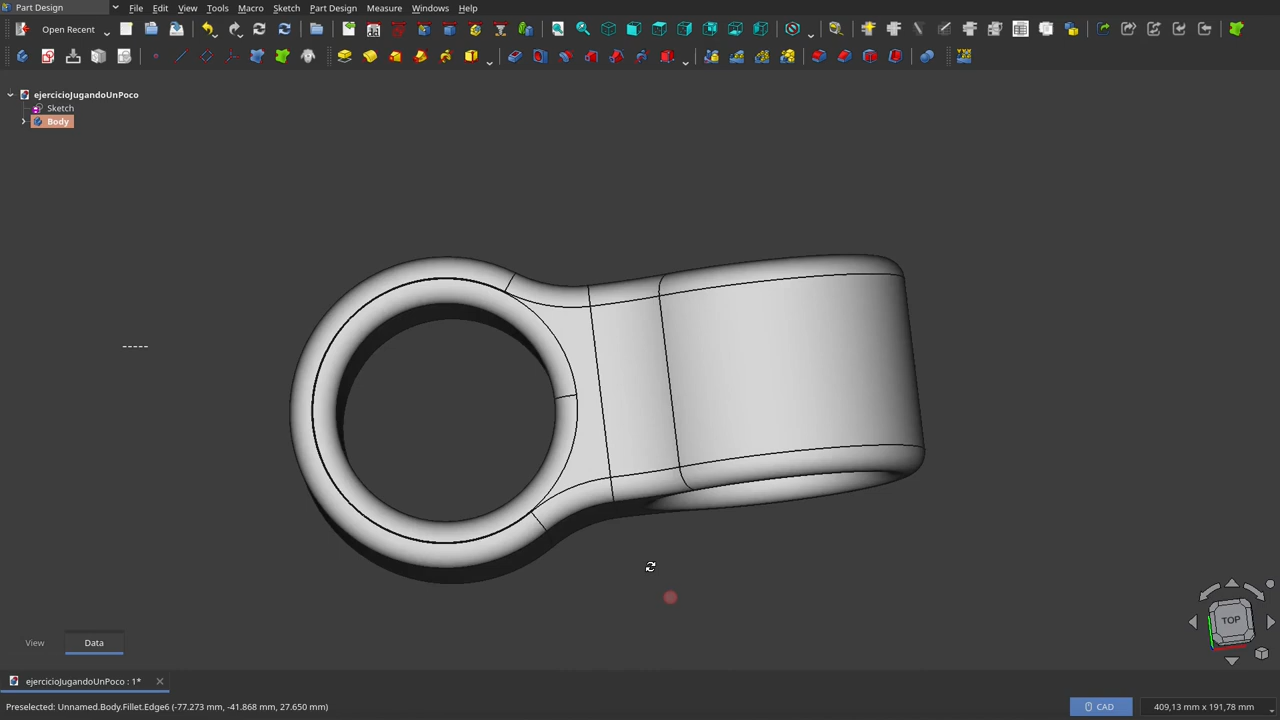 Part Design File Edit View Tools Macro Sketch Part Design Measure Windows Help
Open Recent
ejercicioJugandoUnPoco
Sketch
Body
TOP
View Data
ejercicioJugandoUnPoco : 1*
Preselected: Unnamed.Body.Fillet.Edge6 (-77.273 mm, -41.868 mm, 27.650 mm) CAD 409,13 mm x 191,78 mm